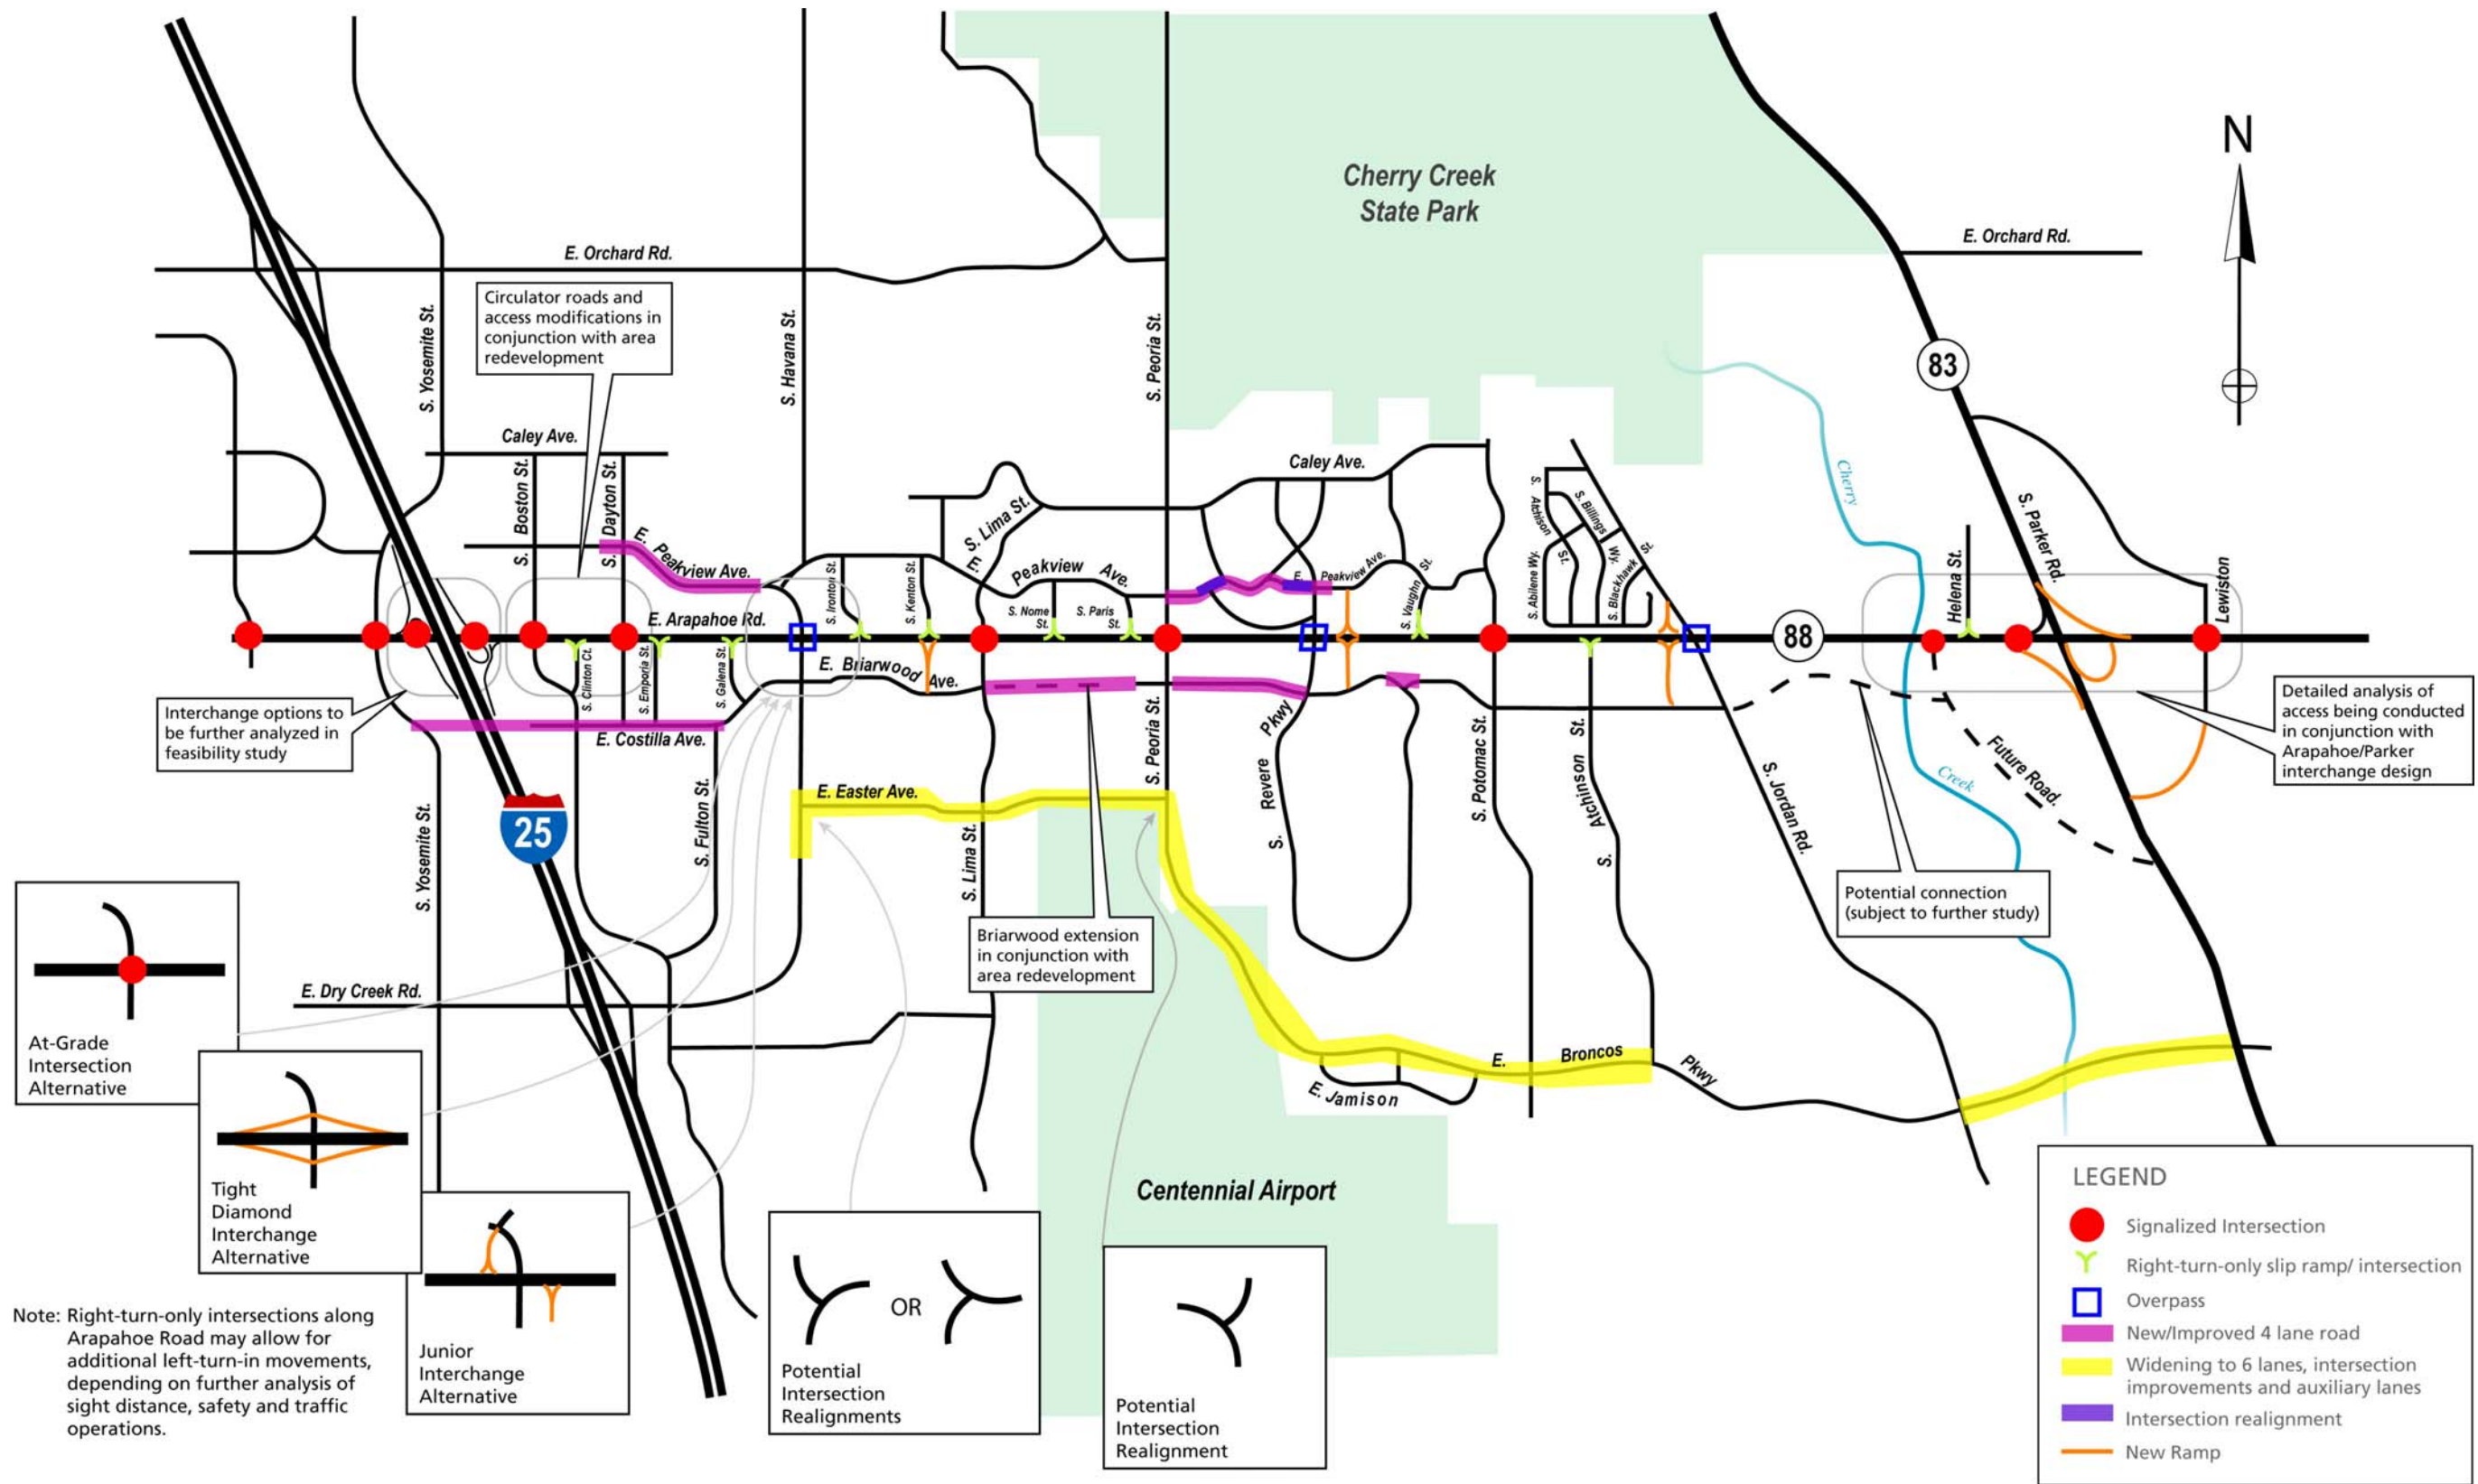 Cherry Creek
State Park
N
E. Orchard Rd.
E. Orchard Rd.
Circulator roads and
access modifications in
conjunction with area
redevelopment
S. Yosemite St.
S. Havana St.
S. Peoria St.
83
Caley Ave.
Caley Ave.
S. Boston St.
S. Dayton St.
E. Peakview Ave.
S. Lima St.
E. Peakview Ave.
E. Peakview Ave.
S. Ironton St.
S. Kenton St.
S. Nome
St.
S. Paris
St.
S. Vaughn St.
S. Abilene Wy.
S. Atchison St.
S. Billings Wy.
S. Blackhawk St.
Cherry
S. Parker Rd.
Helena St.
Lewiston
E. Arapahoe Rd.
88
E. Briarwood Ave.
S. Clinton Ct.
S. Emporia St.
S. Galena St.
Interchange options to
be further analyzed in
feasibility study
E. Costilla Ave.
S. Peoria St.
S. Revere Pkwy
S. Potomac St.
S. Atchinson St.
S. Jordan Rd.
Creek
Future Road.
Detailed analysis of
access being conducted
in conjunction with
Arapahoe/Parker
interchange design
E. Easter Ave.
25
S. Yosemite St.
S. Fulton St.
S. Lima St.
Potential connection
(subject to further study)
Briarwood extension
in conjunction with
area redevelopment
E. Dry Creek Rd.
E. Broncos Pkwy
E. Jamison
Centennial Airport
At-Grade
Intersection
Alternative
Tight
Diamond
Interchange
Alternative
Junior
Interchange
Alternative
OR
Potential
Intersection
Realignments
Potential
Intersection
Realignment
Note: Right-turn-only intersections along
Arapahoe Road may allow for
additional left-turn-in movements,
depending on further analysis of
sight distance, safety and traffic
operations.
LEGEND
Signalized Intersection
Right-turn-only slip ramp/ intersection
Overpass
New/Improved 4 lane road
Widening to 6 lanes, intersection
improvements and auxiliary lanes
Intersection realignment
New Ramp